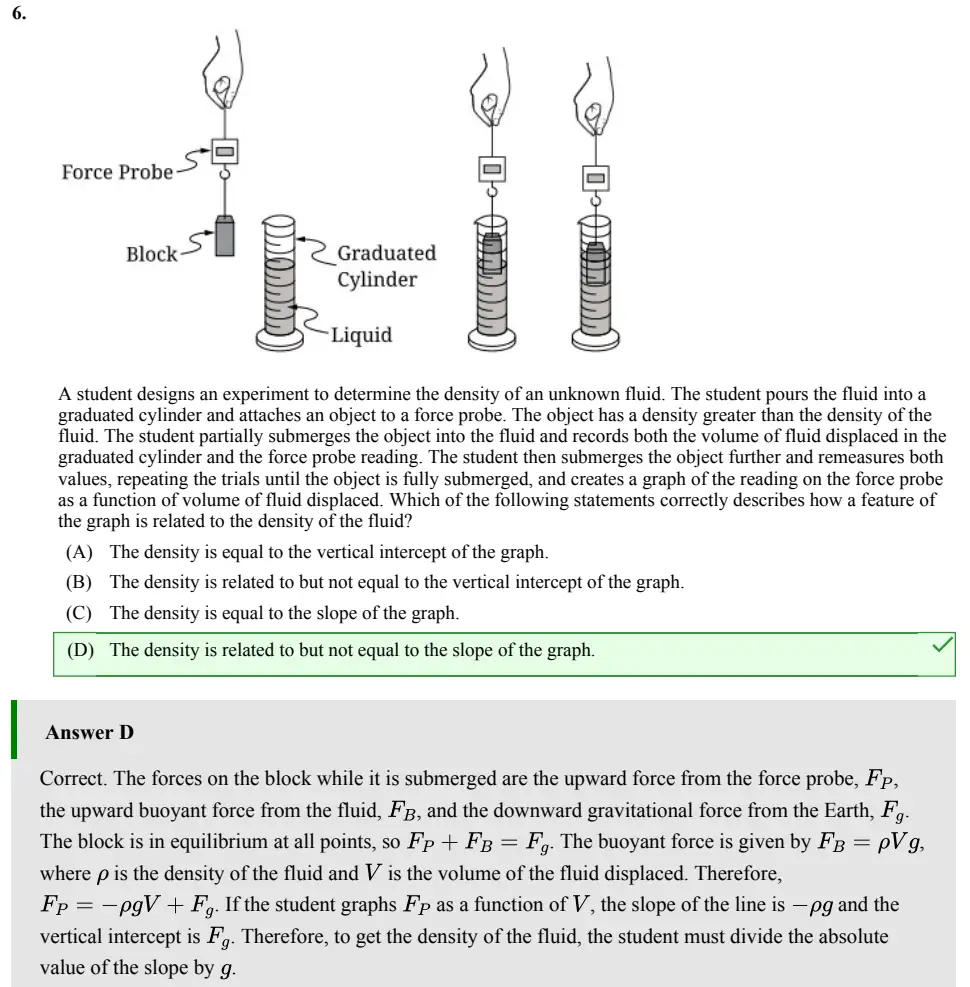 6.
Force Probe
Block
Graduated
Cylinder
Liquid
A student designs an experiment to determine the density of an unknown fluid. The student pours the fluid into a
graduated cylinder and attaches an object to a force probe. The object has a density greater than the density of the
fluid. The student partially submerges the object into the fluid and records both the volume of fluid displaced in the
graduated cylinder and the force probe reading. The student then submerges the object further and remeasures both
values, repeating the trials until the object is fully submerged, and creates a graph of the reading on the force probe
as a function of volume of fluid displaced. Which of the following statements correctly describes how a feature of
the graph is related to the density of the fluid?
(A) The density is equal to the vertical intercept of the graph.
(B) The density is related to but not equal to the vertical intercept of the graph.
(C) The density is equal to the slope of the graph.
(D) The density is related to but not equal to the slope of the graph.
Answer D
Correct. The forces on the block while it is submerged are the upward force from the force probe, F_P,
the upward buoyant force from the fluid, F_B, and the downward gravitational force from the Earth, F_g.
The block is in equilibrium at all points, so F_P + F_B = F_g. The buoyant force is given by F_B = ρVg,
where ρ is the density of the fluid and V is the volume of the fluid displaced. Therefore,
F_P = −ρgV + F_g. If the student graphs F_P as a function of V, the slope of the line is −ρg and the
vertical intercept is F_g. Therefore, to get the density of the fluid, the student must divide the absolute
value of the slope by g.